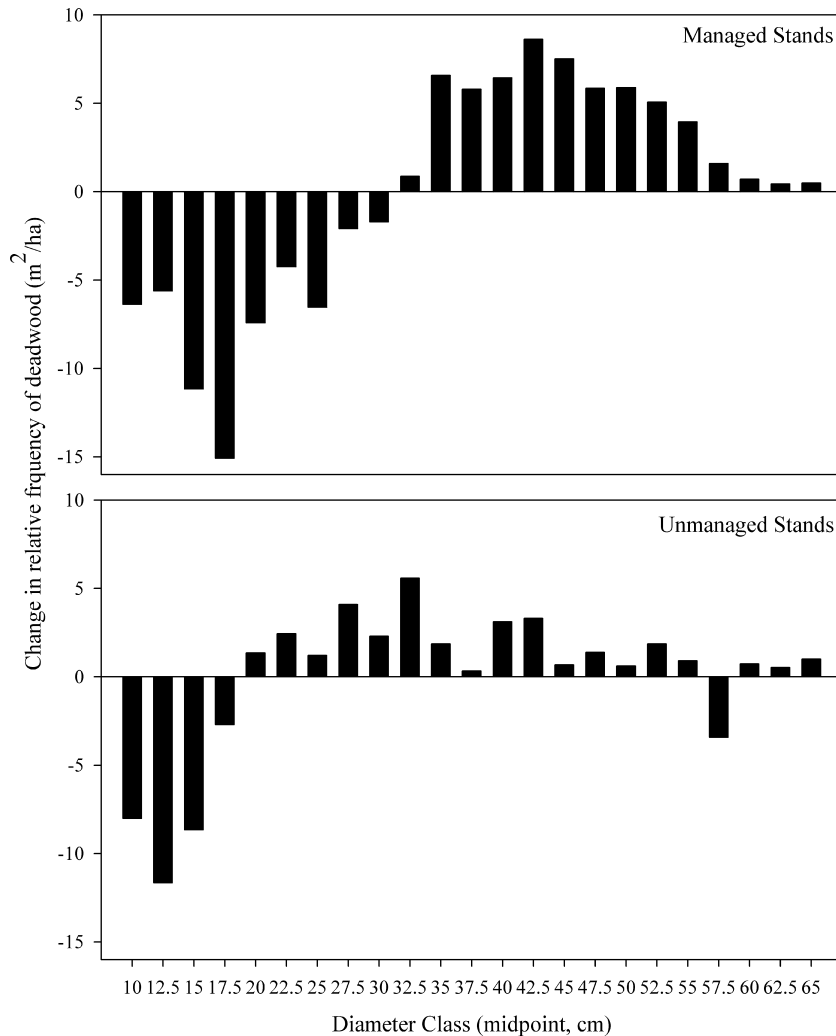 10
Managed Stands
5
0
-5
-10
-15
Change in relative frquency of deadwood (m²/ha)
10
Unmanaged Stands
5
0
-5
-10
-15
10 12.5 15 17.5 20 22.5 25 27.5 30 32.5 35 37.5 40 42.5 45 47.5 50 52.5 55 57.5 60 62.5 65
Diameter Class (midpoint, cm)